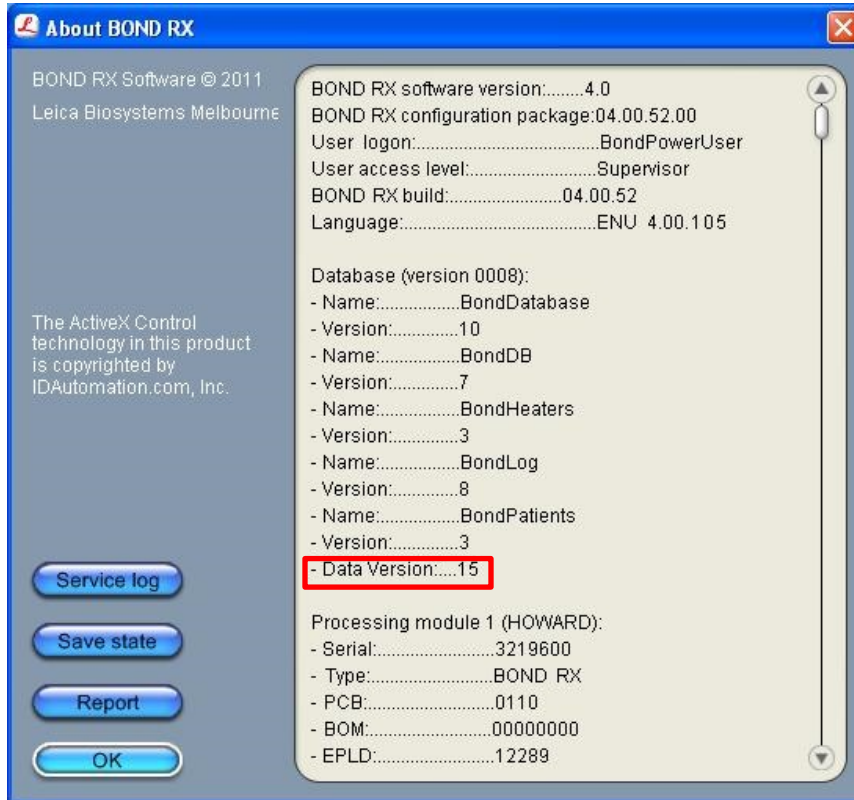 About BOND RX
BOND RX Software © 2011
Leica Biosystems Melbourne
The ActiveX Control
technology in this product
is copyrighted by
IDAutomation.com, Inc.
Service log
Save state
Report
OK
BOND RX software version:........4.0
BOND RX configuration package:04.00.52.00
User logon:.....................................BondPowerUser
User access level:..........................Supervisor
BOND RX build:.......................04.00.52
Language:.......................................ENU 4.00.105
Database (version 0008):
- Name:................BondDatabase
- Version:.............10
- Name:................BondDB
- Version:.............7
- Name:................BondHeaters
- Version:.............3
- Name:................BondLog
- Version:.............8
- Name:................BondPatients
- Version:.............3
- Data Version:....15
Processing module 1 (HOWARD):
- Serial:........................3219600
- Type:.........................BOND RX
- PCB:..........................0110
- BOM:.........................00000000
- EPLD:........................12289